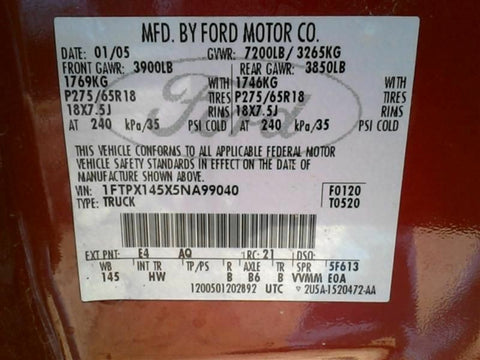 MFD. BY FORD MOTOR CO.
DATE: 01/05 GVWR: 7200LB/ 3265KG
FRONT GAWR: 3900LB REAR GAWR: 3850LB
1769KG WITH 1746KG WITH
P275/65R18 TIRES P275/65R18 TIRES
18X7.5J RIMS 18X7.5J RIMS
AT 240 kPa/35 PSI COLD AT 240 kPa/35 PSI COLD
Ford
THIS VEHICLE CONFORMS TO ALL APPLICABLE FEDERAL MOTOR
VEHICLE SAFETY STANDARDS IN EFFECT ON THE DATE OF
MANUFACTURE SHOWN ABOVE.
VIN: 1FTPX145X5NA99040 F0120
TYPE: TRUCK T0520
EXT PNT: E4 AQ RC: 21 DSO:
WB INT TR TP/PS R AXLE TR SPR 5F613
145 HW B B6 B VVMM E0A
1200501202892 UTC 2U5A-1520472-AA